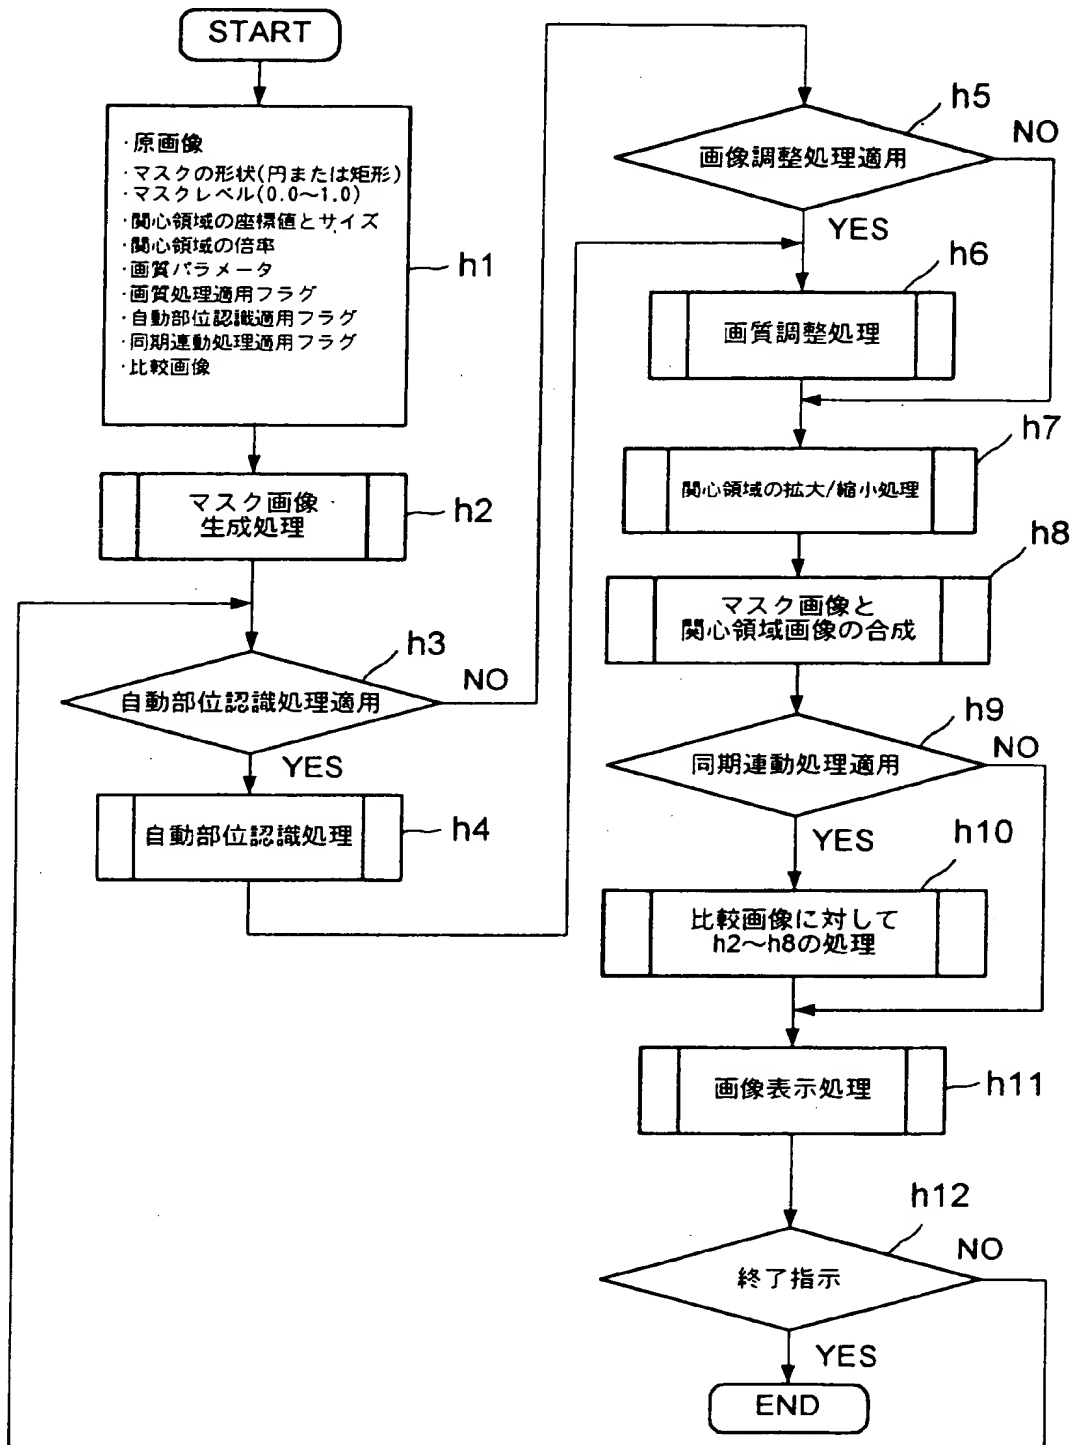 START
・原画像
・マスクの形状(円または矩形)
・マスクレベル(0.0〜1.0)
・関心領域の座標値とサイズ
・関心領域の倍率
・画質パラメータ
・画質処理適用フラグ
・自動部位認識適用フラグ
・同期連動処理適用フラグ
・比較画像
h1
マスク画像
生成処理
h2
h3
自動部位認識処理適用
NO
YES
自動部位認識処理
h4
h5
画像調整処理適用
NO
YES
h6
画質調整処理
h7
関心領域の拡大/縮小処理
h8
マスク画像と
関心領域画像の合成
h9
同期連動処理適用
NO
YES
h10
比較画像に対して
h2〜h8の処理
画像表示処理
h11
h12
終了指示
NO
YES
END